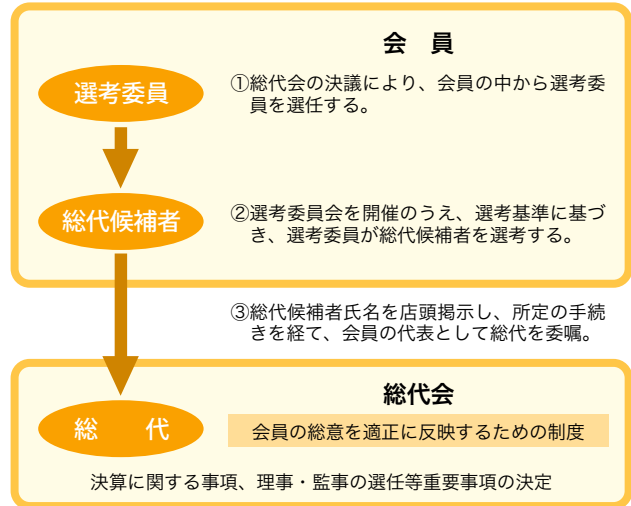 会　員
選考委員
①総代会の決議により、会員の中から選考委
員を選任する。
総代候補者
②選考委員会を開催のうえ、選考基準に基づ
き、選考委員が総代候補者を選考する。
③総代候補者氏名を店頭掲示し、所定の手続
きを経て、会員の代表として総代を委嘱。
総代会
総　代
会員の総意を適正に反映するための制度
決算に関する事項、理事・監事の選任等重要事項の決定